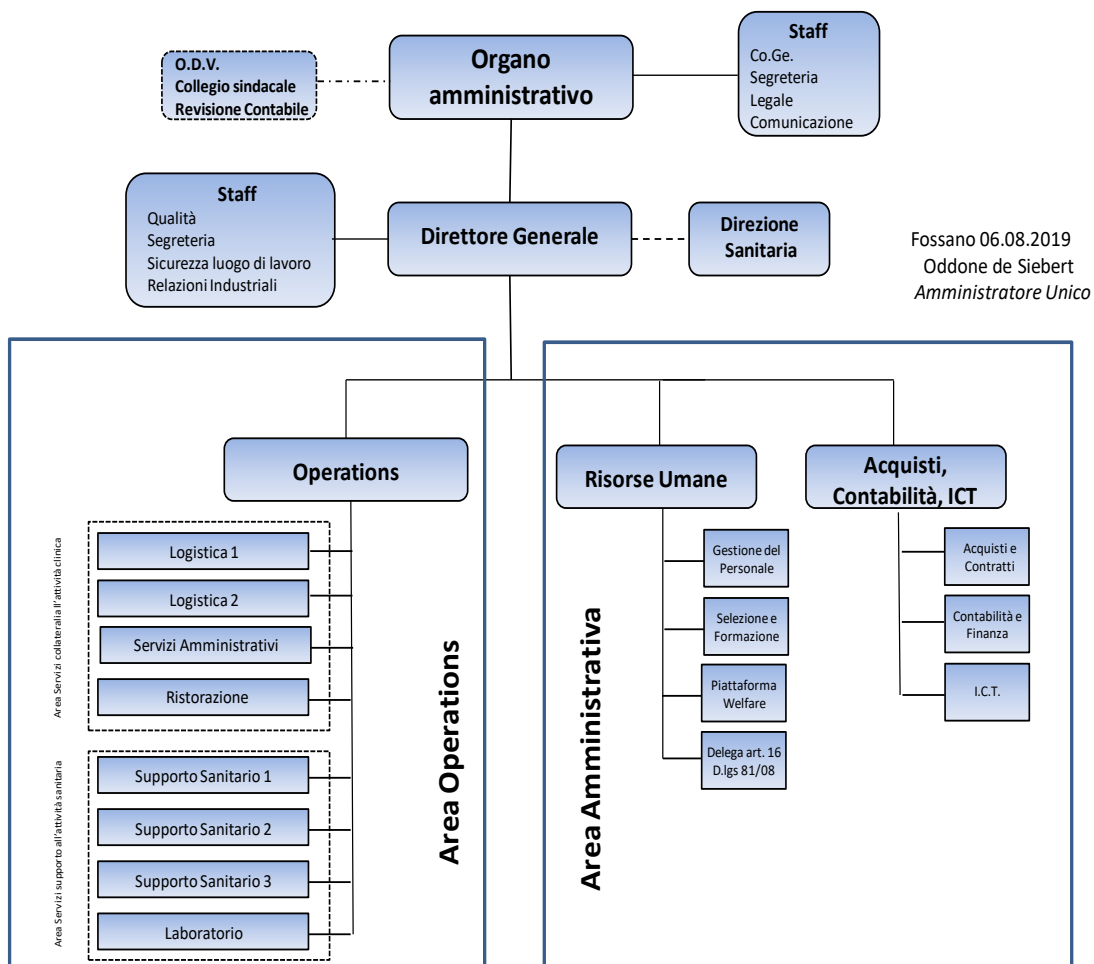 O.D.V.
Collegio sindacale
Revisione Contabile
Organo
amministrativo
Staff
Co.Ge.
Segreteria
Legale
Comunicazione
Staff
Qualità
Segreteria
Sicurezza luogo di lavoro
Relazioni Industriali
Direttore Generale
Direzione
Sanitaria
Fossano 06.08.2019
Oddone de Siebert
Amministratore Unico
Operations
Area Servizi collaterali all'attività clinica
Logistica 1
Logistica 2
Servizi Amministrativi
Ristorazione
Area Servizi supporto all'attività sanitaria
Supporto Sanitario 1
Supporto Sanitario 2
Supporto Sanitario 3
Laboratorio
Area Operations
Area Amministrativa
Risorse Umane
Gestione del
Personale
Selezione e
Formazione
Piattaforma
Welfare
Delega art. 16
D.lgs 81/08
Acquisti,
Contabilità, ICT
Acquisti e
Contratti
Contabilità e
Finanza
I.C.T.